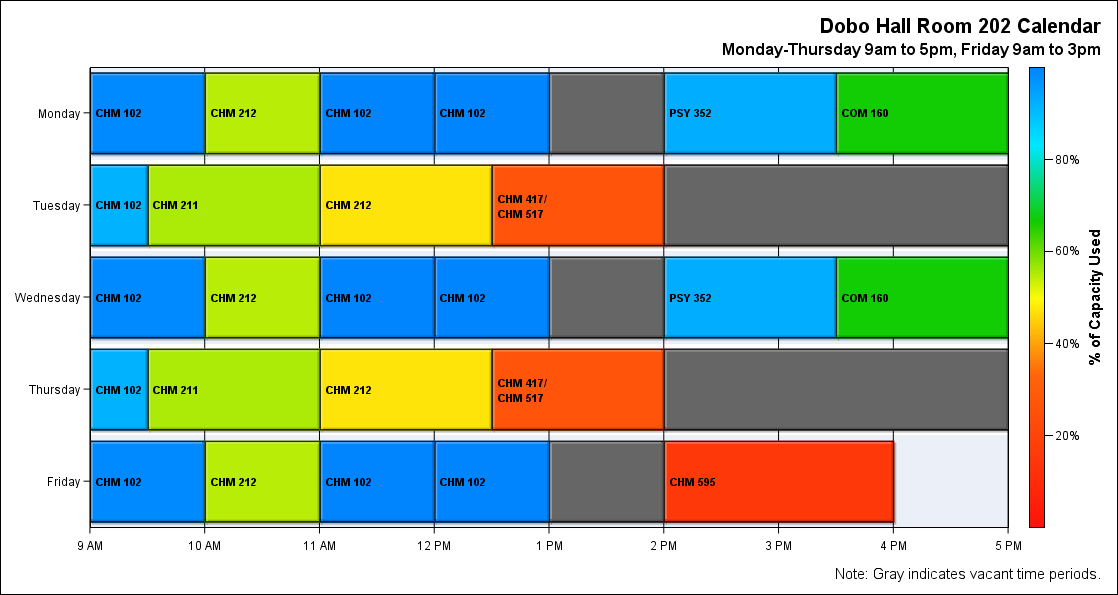 Dobo Hall Room 202 Calendar
Monday-Thursday 9am to 5pm, Friday 9am to 3pm
Monday
CHM 102
CHM 212
CHM 102
CHM 102
PSY 352
COM 160
Tuesday
CHM 102
CHM 211
CHM 212
CHM 417/
CHM 517
Wednesday
CHM 102
CHM 212
CHM 102
CHM 102
PSY 352
COM 160
Thursday
CHM 102
CHM 211
CHM 212
CHM 417/
CHM 517
Friday
CHM 102
CHM 212
CHM 102
CHM 102
CHM 595
9 AM
10 AM
11 AM
12 PM
1 PM
2 PM
3 PM
4 PM
5 PM
80%
60%
40%
20%
% of Capacity Used
Note: Gray indicates vacant time periods.